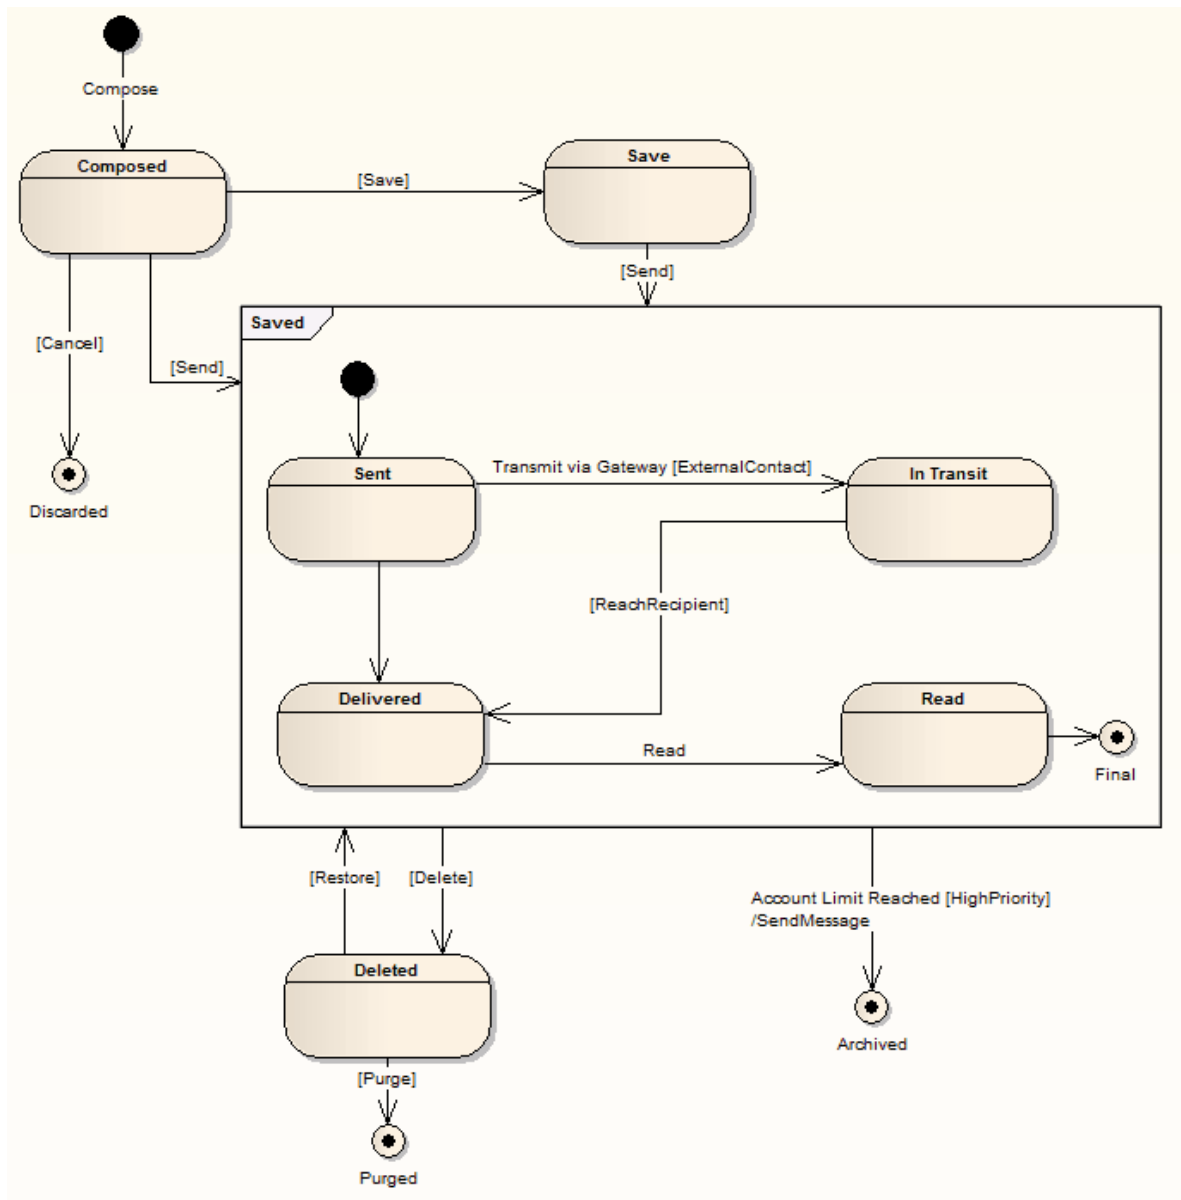 Compose
Composed
Save
[Save]
[Send]
Saved
[Cancel]
[Send]
Sent
Transmit via Gateway [ExternalContact]
In Transit
Discarded
[ReachRecipient]
Delivered
Read
Read
Final
[Restore]
[Delete]
Account Limit Reached [HighPriority]
/SendMessage
Deleted
Archived
[Purge]
Purged